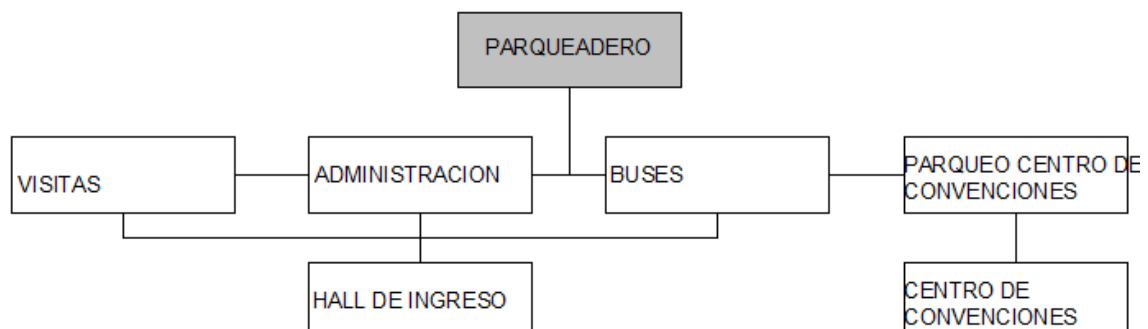 PARQUEADERO
VISITAS
ADMINISTRACION
BUSES
PARQUEO CENTRO DE
CONVENCIONES
HALL DE INGRESO
CENTRO DE
CONVENCIONES